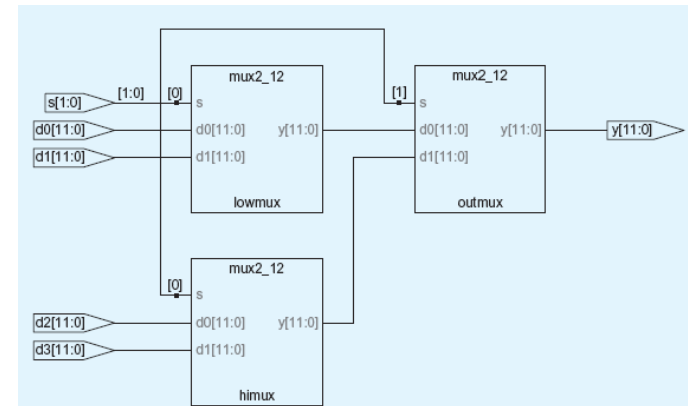 mux2_12
s[1:0] [1:0] [0] s
d0[11:0] d0[11:0] y[11:0]
d1[11:0] d1[11:0]
lowmux
mux2_12
[1] s
d0[11:0] y[11:0] y[11:0]
d1[11:0]
outmux
mux2_12
[0] s
d2[11:0] d0[11:0] y[11:0]
d3[11:0] d1[11:0]
himux